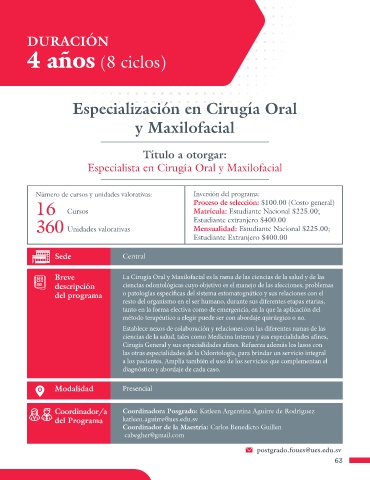 DURACIÓN
4 años (8 ciclos)
Especialización en Cirugía Oral
y Maxilofacial
Título a otorgar:
Especialista en Cirugía Oral y Maxilofacial
Número de cursos y unidades valorativas:
16 Cursos
360 Unidades valorativas
Inversión del programa:
Proceso de selección: $100.00 (Costo general)
Matrícula: Estudiante Nacional $225.00;
Estudiante extranjero $400.00
Mensualidad: Estudiante Nacional $225.00;
Estudiante Extranjero $400.00
Sede
Central
Breve
descripción
del programa
La Cirugía Oral y Maxilofacial es la rama de las ciencias de la salud y de las
ciencias odontológicas cuyo objetivo es el manejo de las afecciones, problemas
o patologías específicas del sistema estomatognático y sus relaciones con el
resto del organismo en el ser humano, durante sus diferentes etapas etarias,
tanto en la forma electiva como de emergencia, en la que la aplicación del
método terapéutico a elegir puede ser con abordaje quirúrgico o no.
Establece nexos de colaboración y relaciones con las diferentes ramas de las
ciencias de la salud, tales como Medicina Interna y sus especialidades afines,
Cirugía General y sus especialidades afines. Refuerza además los lazos con
las otras especialidades de la Odontología, para brindar un servicio integral
a los pacientes. Amplía también el uso de los servicios que complementan el
diagnóstico y abordaje de cada caso.
Modalidad
Presencial
Coordinador/a
del Programa
Coordinadora Posgrado: Katleen Argentina Aguirre de Rodríguez
katleen.aguirre@ues.edu.sv
Coordinador de la Maestría: Carlos Benedicto Guillen
cabegher@gmail.com
postgrado.foues@ues.edu.sv
63